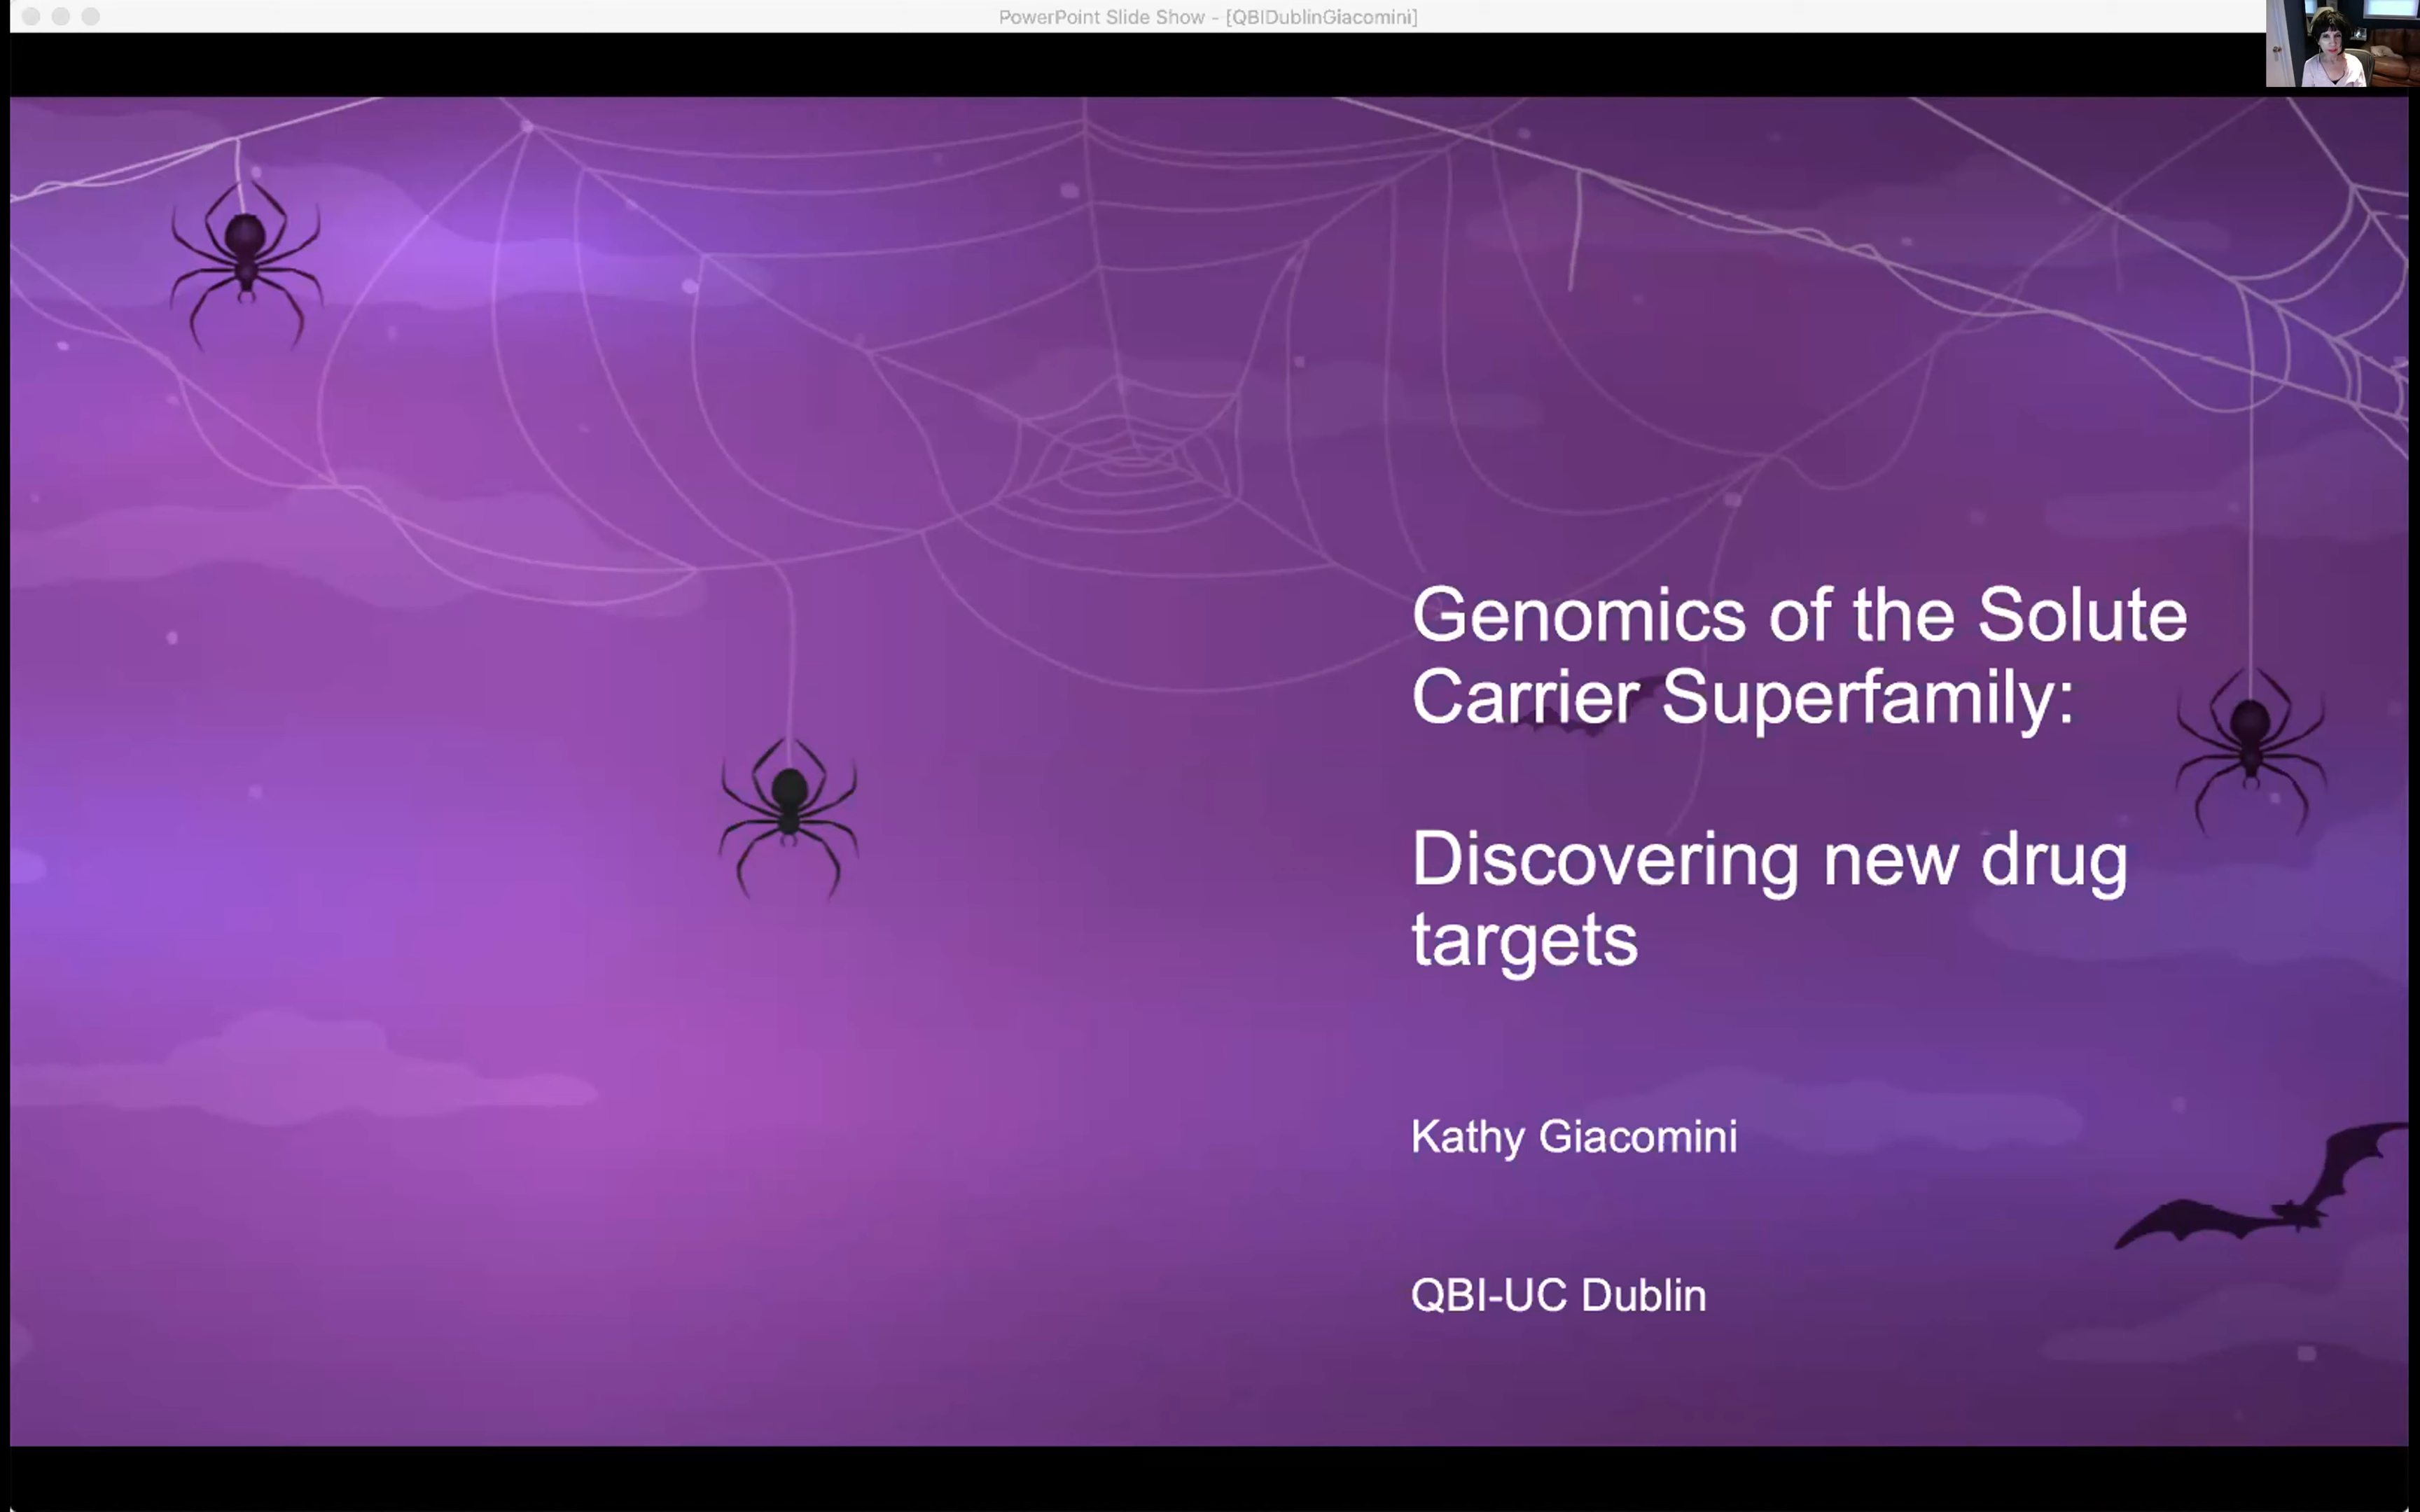 PowerPoint Slide Show - [QBIDublinGiacomini]
Genomics of the Solute
Carrier Superfamily:
Discovering new drug
targets
Kathy Giacomini
QBI-UC Dublin